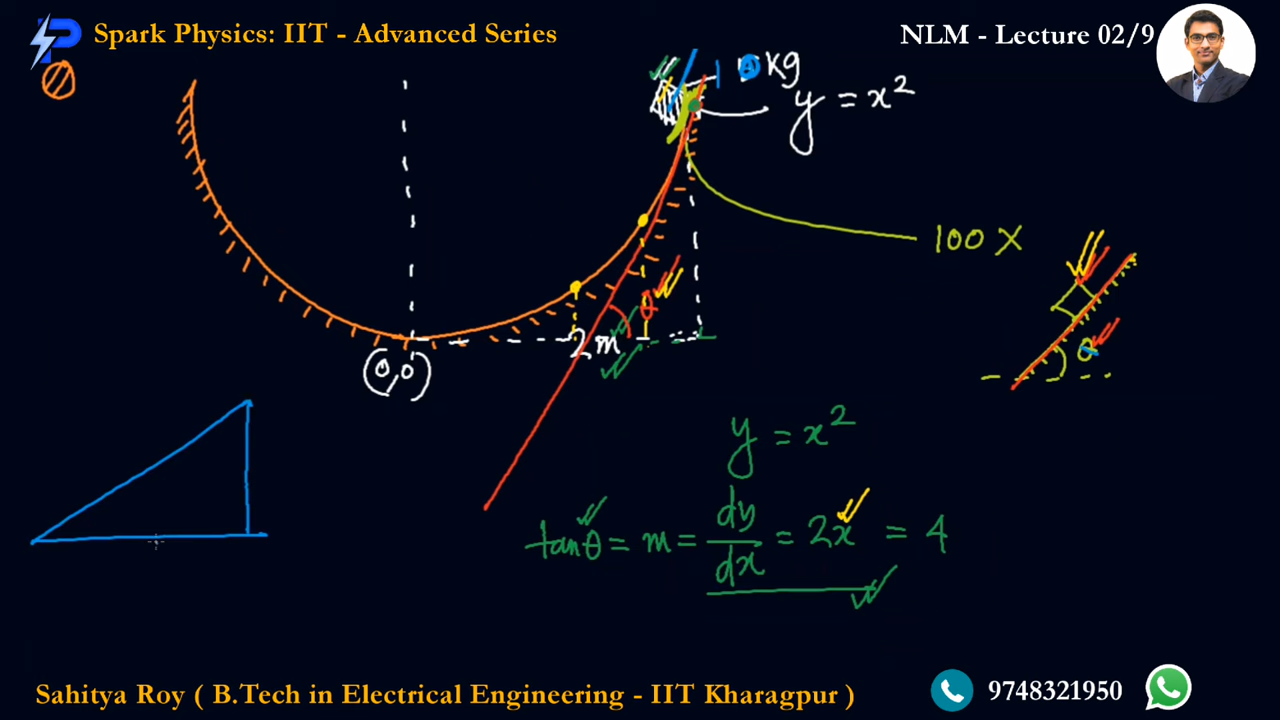 Spark Physics: IIT - Advanced Series
NLM - Lecture 02/9
1 kg
y = x²
100 X
θ
2m
θ
(0,0)
y = x²
tanθ = m = dy/dx = 2x = 4
Sahitya Roy ( B.Tech in Electrical Engineering - IIT Kharagpur )
9748321950